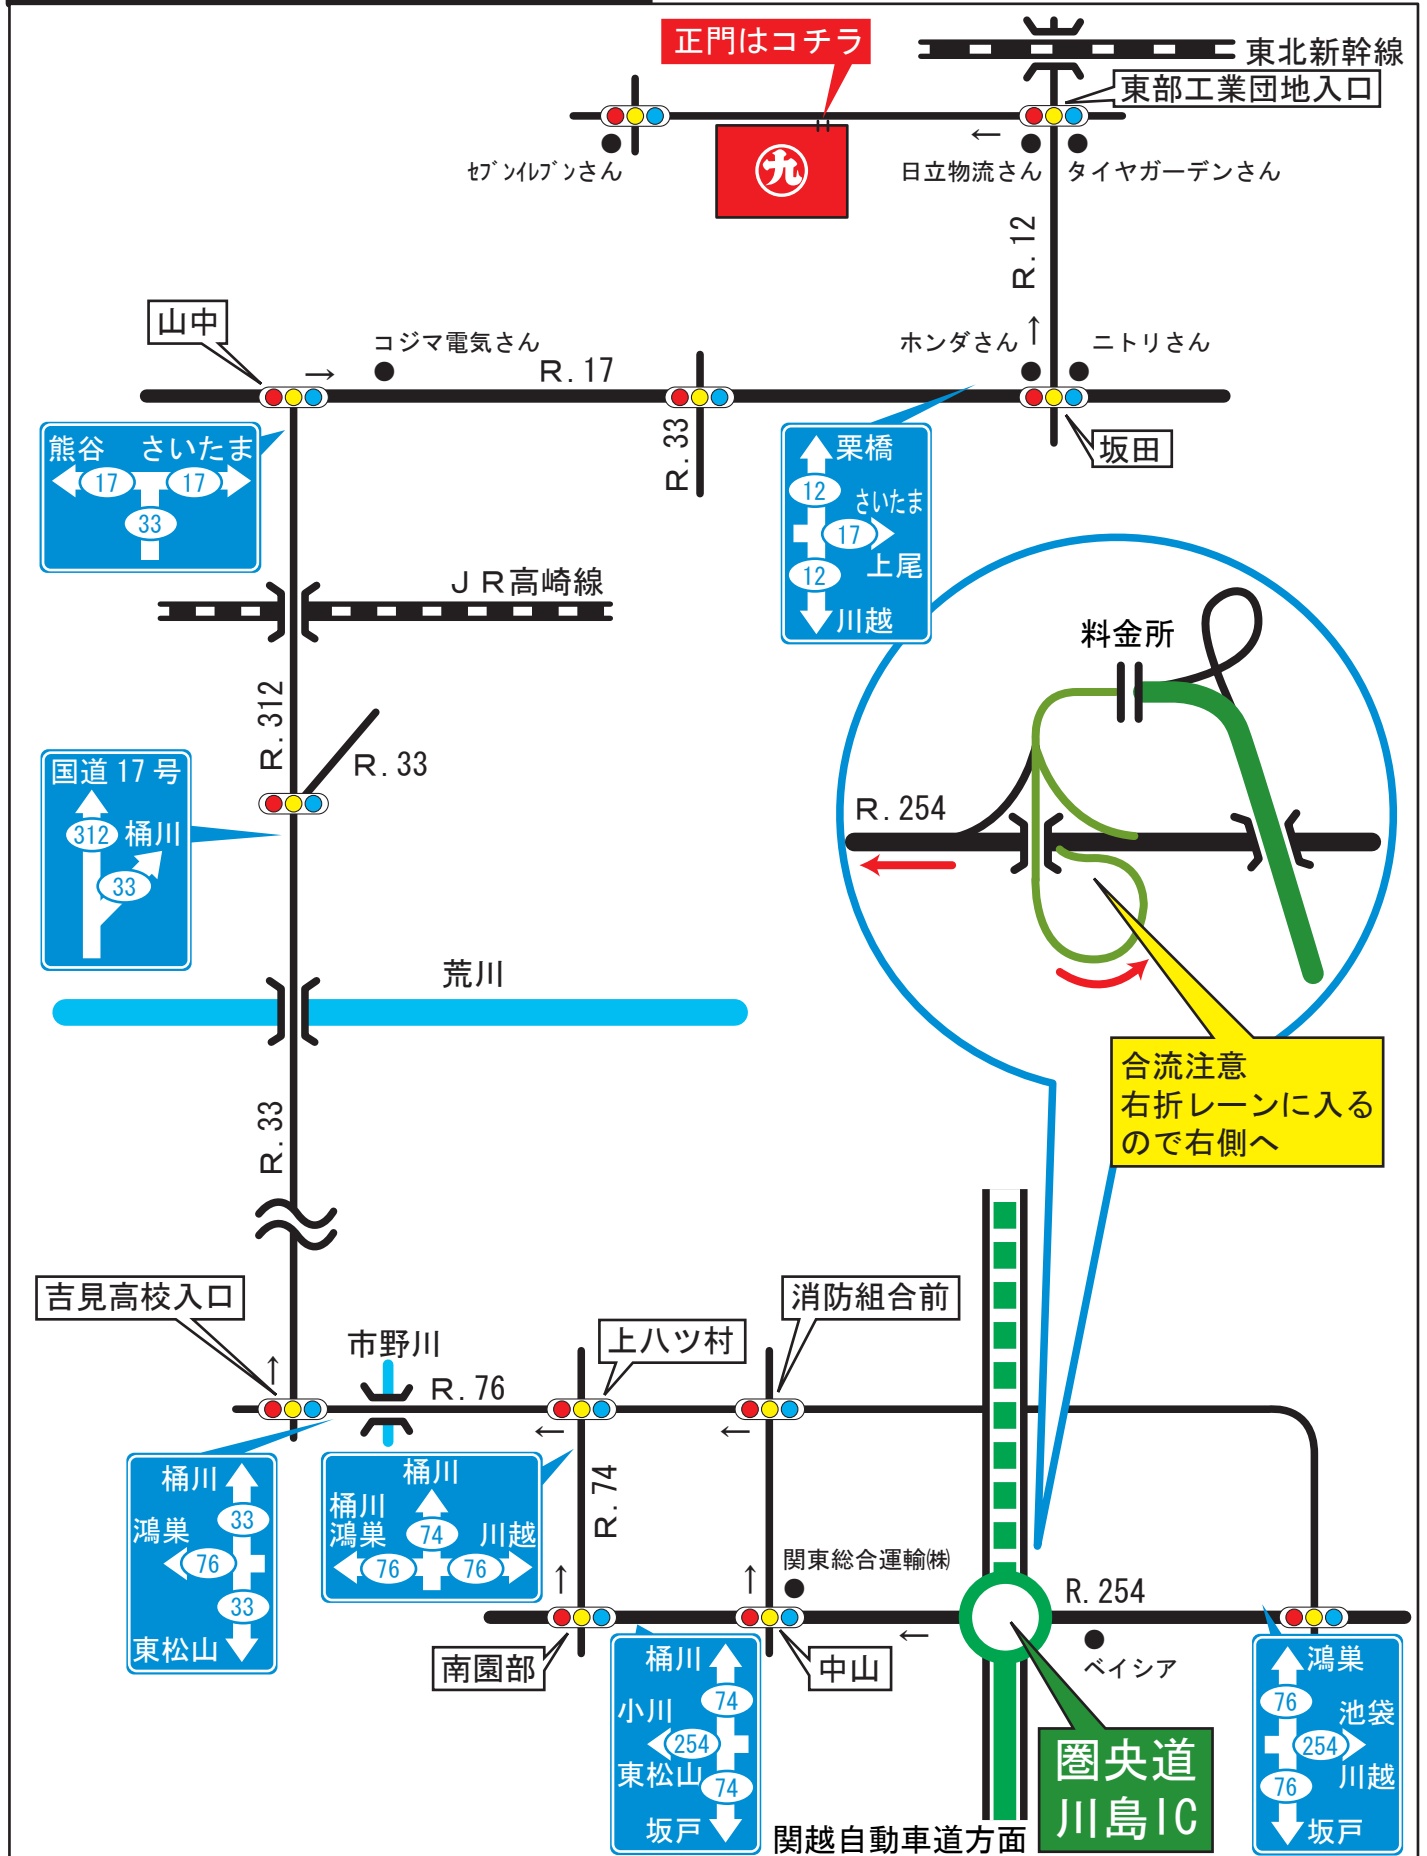 正門はコチラ
東北新幹線
東部工業団地入口
セブンイレブンさん
九
日立物流さん
タイヤガーデンさん
R.12
山中
コジマ電気さん
R.17
ホンダさん
ニトリさん
坂田
R.33
熊谷 さいたま
17 17
33
栗橋
12
さいたま
17
上尾
12
川越
JR高崎線
料金所
R.312
R.33
国道17号
312 桶川
33
R.254
荒川
合流注意
右折レーンに入る
ので右側へ
R.33
吉見高校入口
市野川
R.76
上八ツ村
消防組合前
桶川
33
鴻巣
76
33
東松山
桶川
桶川
鴻巣 74 川越
76 76
R.74
関東総合運輸㈱
R.254
ベイシア
南園部
中山
桶川
74
小川
254
東松山
74
坂戸
圏央道
川島IC
関越自動車道方面
鴻巣
76
池袋
254
川越
76
坂戸